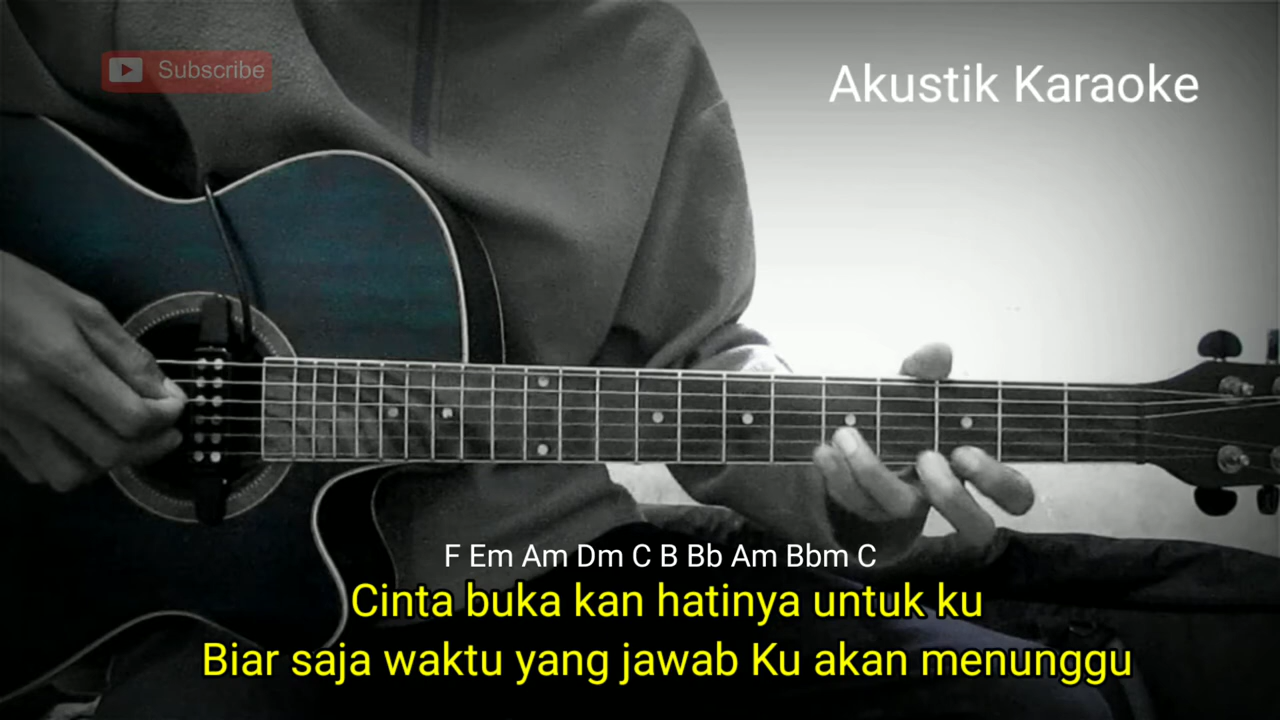 Subscribe
Akustik Karaoke
F Em Am Dm C B Bb Am Bbm C
Cinta buka kan hatinya untuk ku
Biar saja waktu yang jawab Ku akan menunggu